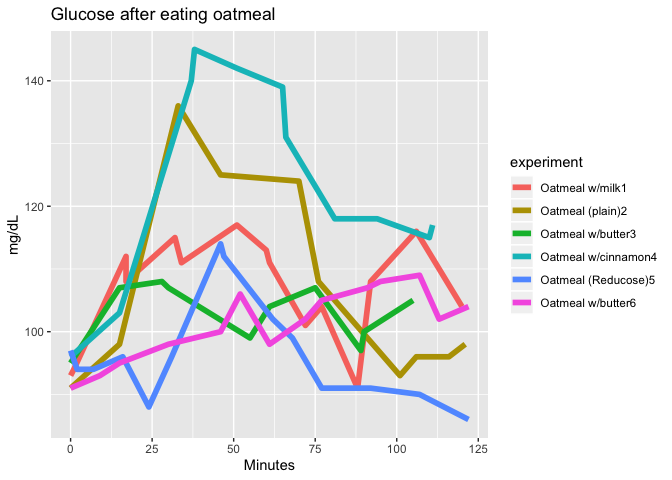 Glucose after eating oatmeal
mg/dL
140
120
100
0 25 50 75 100 125
Minutes
experiment
Oatmeal w/milk1
Oatmeal (plain)2
Oatmeal w/butter3
Oatmeal w/cinnamon4
Oatmeal (Reducose)5
Oatmeal w/butter6